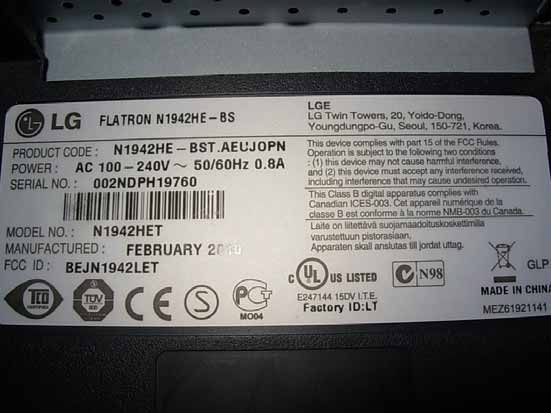 LG FLATRON N1942HE-BS
PRODUCT CODE : N1942HE-BST.AEUJOPN
POWER : AC 100-240V ~ 50/60Hz 0.8A
SERIAL NO. : 002NDPH19760
MODEL NO. : N1942HET
MANUFACTURED : FEBRUARY
FCC ID : BEJN1942LET
TCO
TÜV
CE
S
MO04
LGE
LG Twin Towers, 20, Yoido-Dong,
Youngdungpo-Gu, Seoul, 150-721, Korea.
This device complies with part 15 of the FCC Rules.
Operation is subject to the following two conditions
: (1) this device may not cause harmful interference,
and (2) this device must accept any interference received,
including interference that may cause undesired operation.
This Class B digital apparatus complies with
Canadian ICES-003. Cet appareil numérique de la
classe B est conforme à la norme NMB-003 du Canada.
Laite on liitettävä suojamaadoituskoskettimilla
varustettuun pistorasiaan.
Apparaten skall anslutas till jordat uttag.
c UL US LISTED
N98
E247144 15DV I.T.E.
Factory ID:LT
GLP
MADE IN CHINA
MEZ61921141